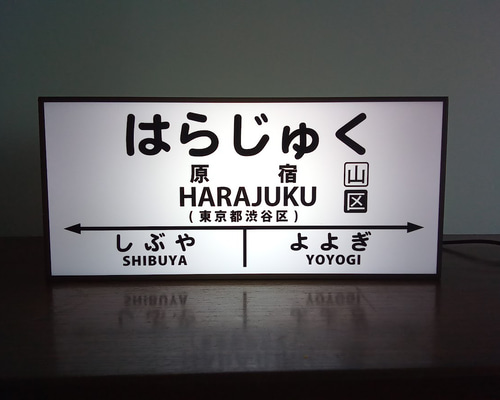 はらじゅく
原宿 山
HARAJUKU 区
(東京都渋谷区)
しぶや よよぎ
SHIBUYA YOYOGI